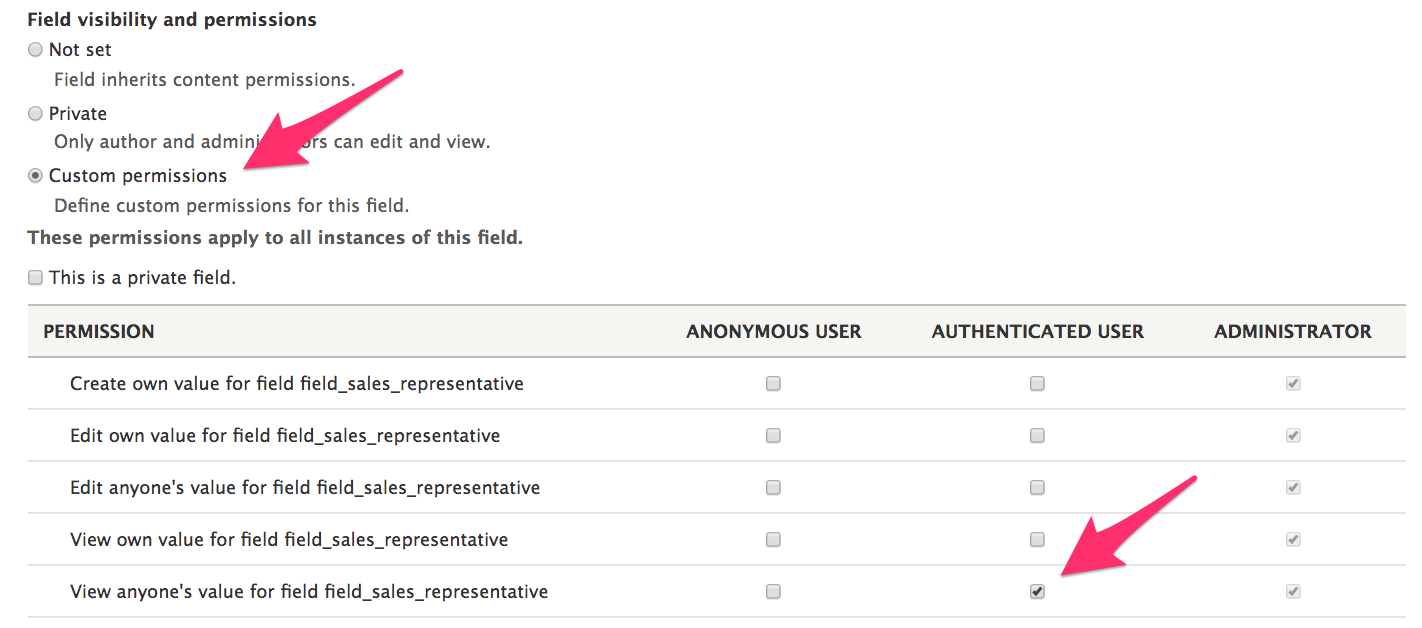 Field visibility and permissions
Not set
Field inherits content permissions.
Private
Only author and admini ors can edit and view.
Custom permissions
Define custom permissions for this field.
These permissions apply to all instances of this field.
This is a private field.
PERMISSION ANONYMOUS USER AUTHENTICATED USER ADMINISTRATOR
Create own value for field field_sales_representative
Edit own value for field field_sales_representative
Edit anyone's value for field field_sales_representative
View own value for field field_sales_representative
View anyone's value for field field_sales_representative